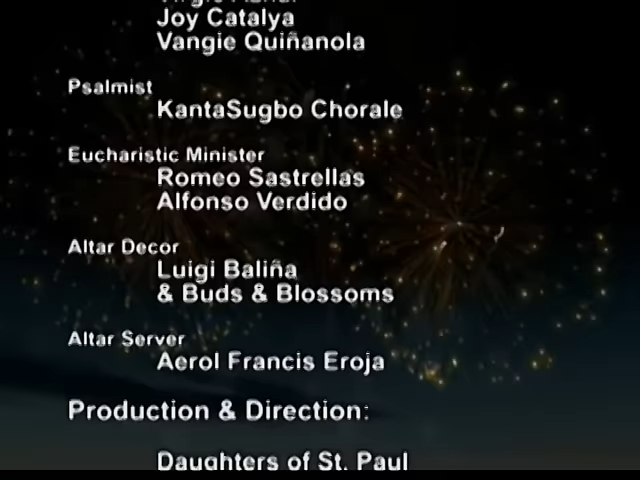 Joy Catalya
Vangie Quiñanola
Psalmist
KantaSugbo Chorale
Eucharistic Minister
Romeo Sastrellas
Alfonso Verdido
Altar Decor
Luigi Baliña
& Buds & Blossoms
Altar Server
Aerol Francis Eroja
Production & Direction:
Daughters of St. Paul